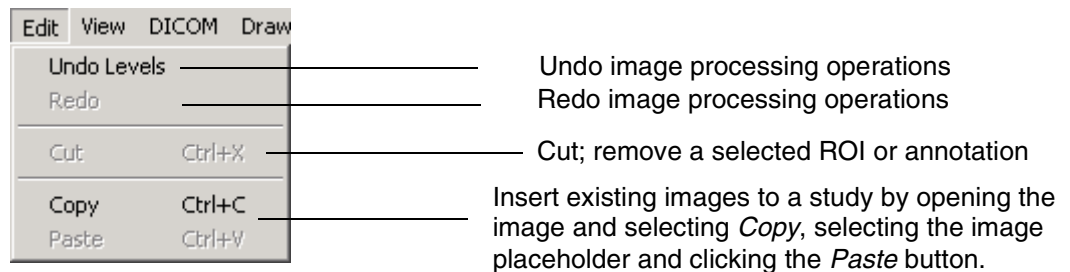 Edit View DICOM Draw
Undo Levels
Undo image processing operations
Redo
Redo image processing operations
Cut Ctrl+X
Cut; remove a selected ROI or annotation
Copy Ctrl+C
Paste Ctrl+V
Insert existing images to a study by opening the
image and selecting Copy, selecting the image
placeholder and clicking the Paste button.